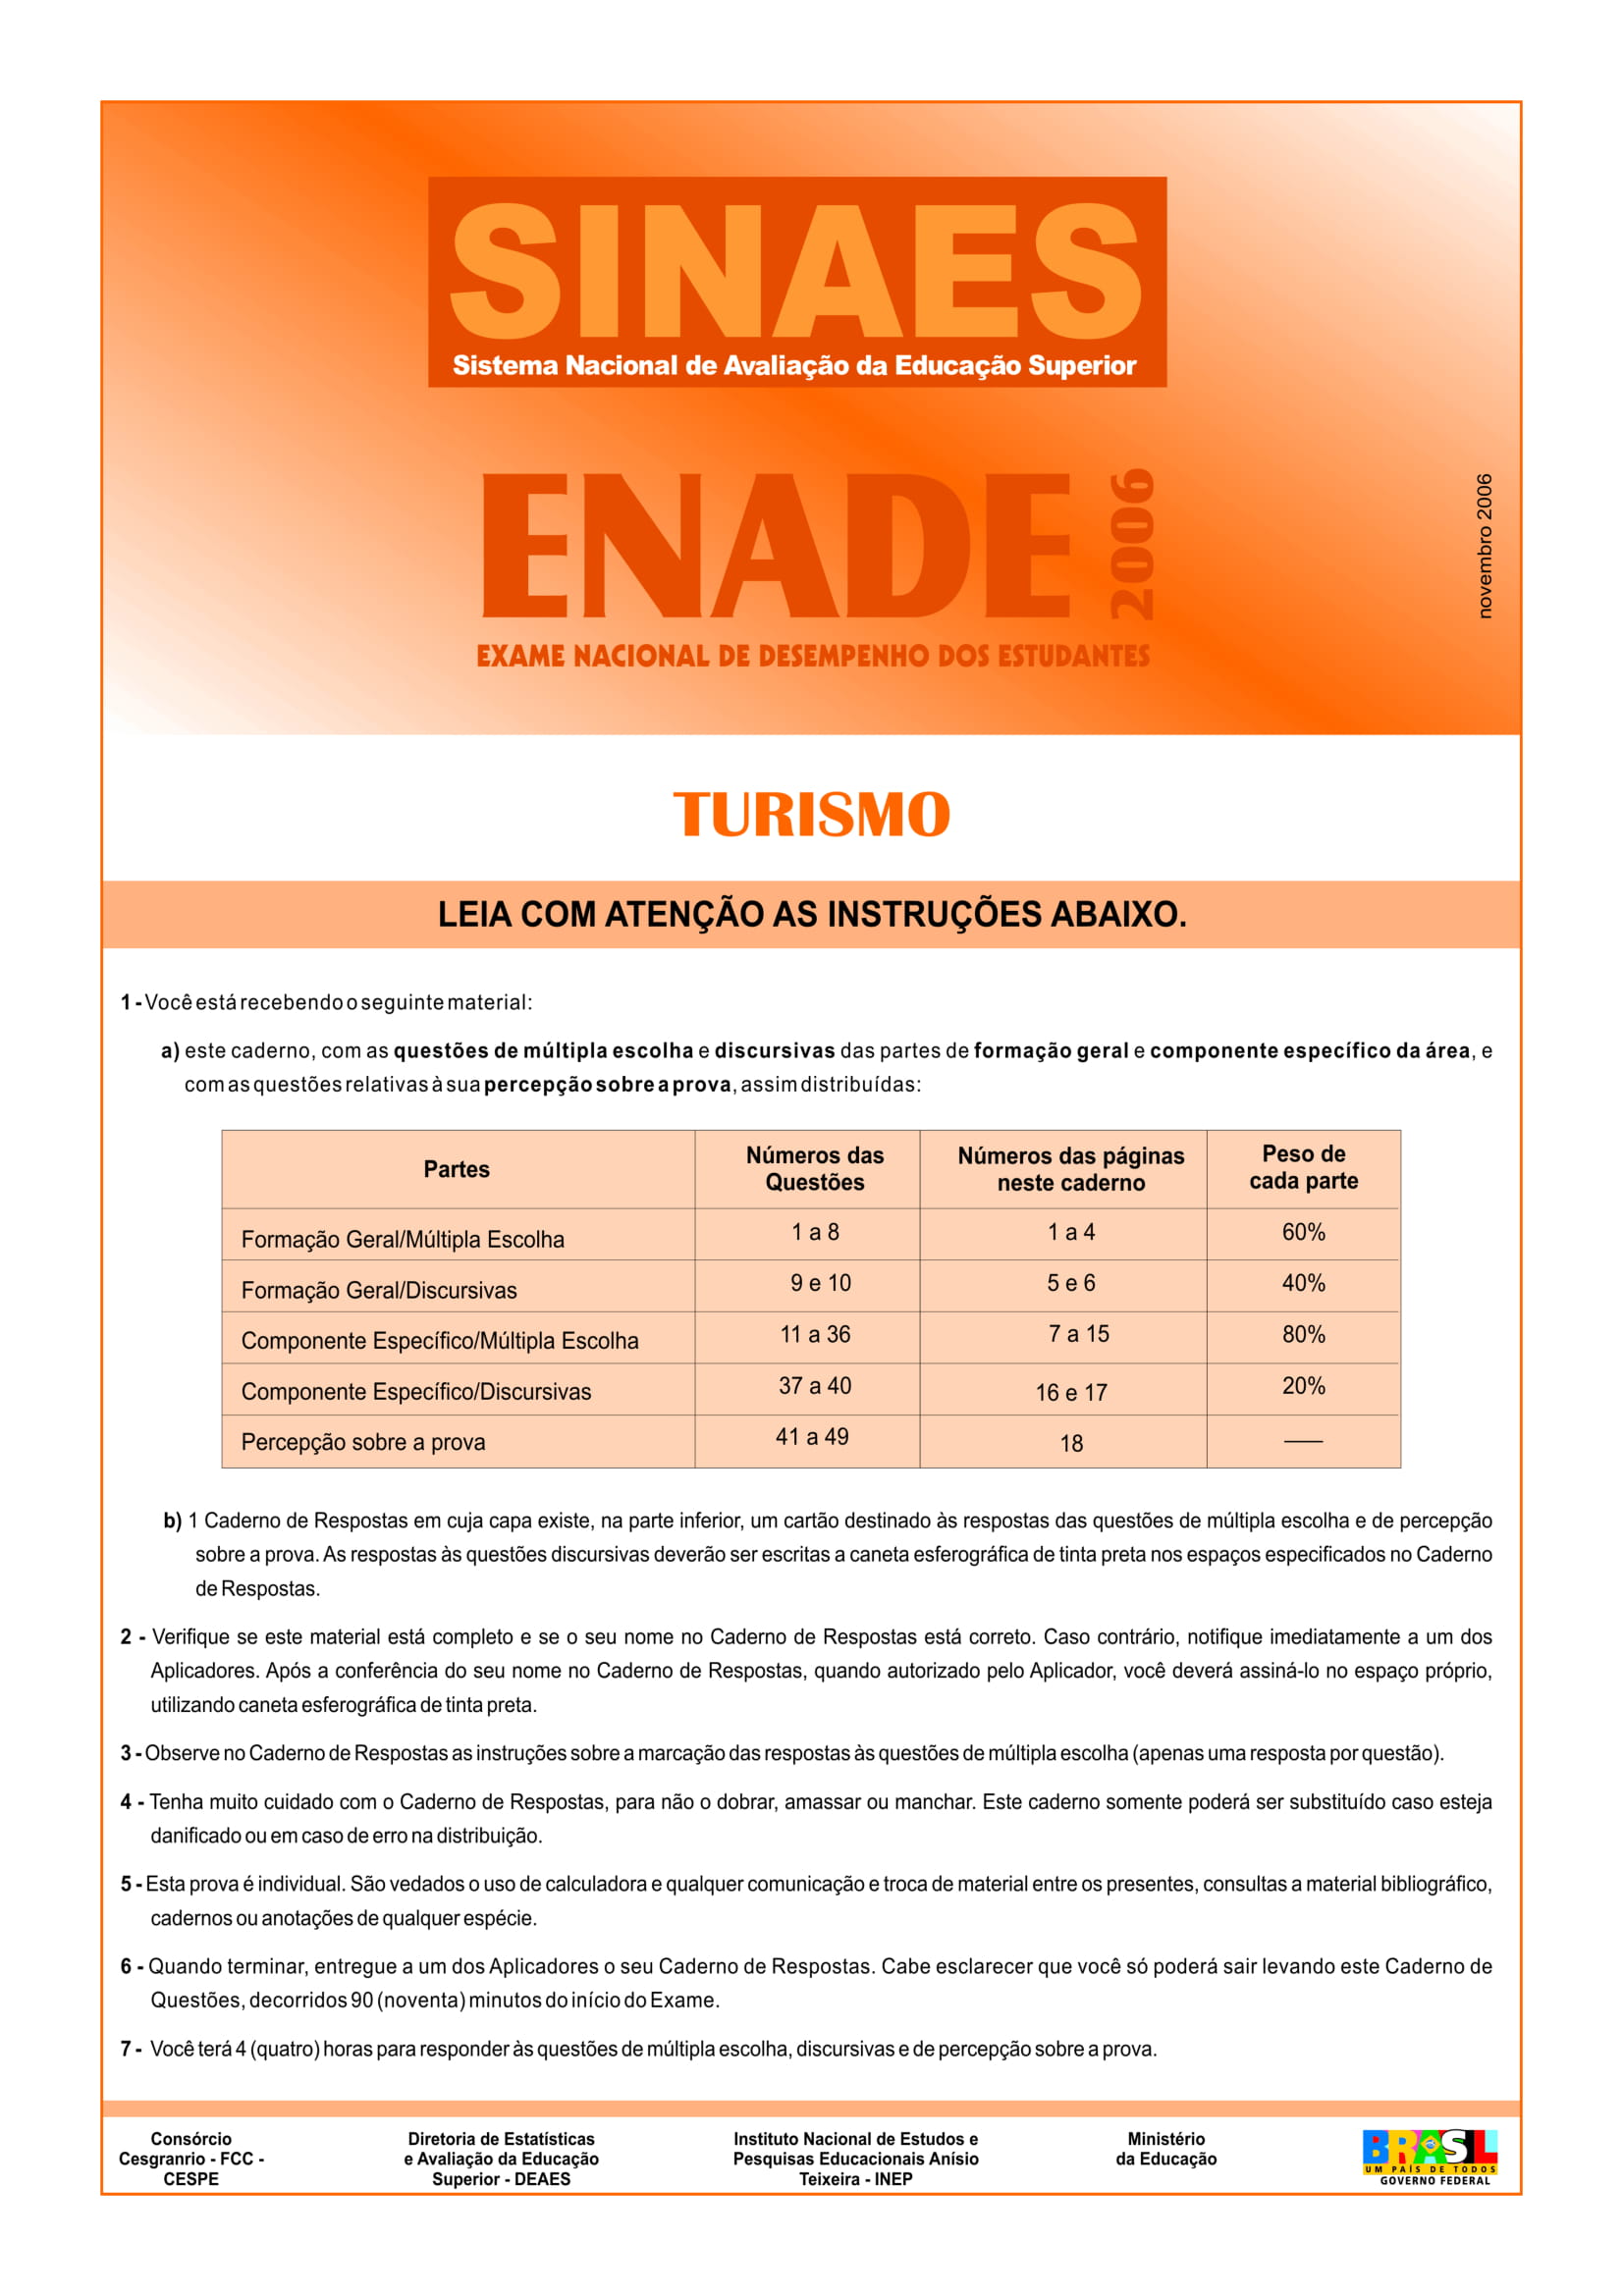 SINAES
Sistema Nacional de Avaliação da Educação Superior
ENADE 2006
EXAME NACIONAL DE DESEMPENHO DOS ESTUDANTES
novembro 2006
TURISMO
LEIA COM ATENÇÃO AS INSTRUÇÕES ABAIXO.
1 - Você está recebendo o seguinte material:
a) este caderno, com as questões de múltipla escolha e discursivas das partes de formação geral e componente específico da área, e
com as questões relativas à sua percepção sobre a prova, assim distribuídas:
Partes
Números das
Questões
Números das páginas
neste caderno
Peso de
cada parte
Formação Geral/Múltipla Escolha 1 a 8 1 a 4 60%
Formação Geral/Discursivas 9 e 10 5 e 6 40%
Componente Específico/Múltipla Escolha 11 a 36 7 a 15 80%
Componente Específico/Discursivas 37 a 40 16 e 17 20%
Percepção sobre a prova 41 a 49 18 —
b) 1 Caderno de Respostas em cuja capa existe, na parte inferior, um cartão destinado às respostas das questões de múltipla escolha e de percepção
sobre a prova. As respostas às questões discursivas deverão ser escritas a caneta esferográfica de tinta preta nos espaços especificados no Caderno
de Respostas.
2 - Verifique se este material está completo e se o seu nome no Caderno de Respostas está correto. Caso contrário, notifique imediatamente a um dos
Aplicadores. Após a conferência do seu nome no Caderno de Respostas, quando autorizado pelo Aplicador, você deverá assiná-lo no espaço próprio,
utilizando caneta esferográfica de tinta preta.
3 - Observe no Caderno de Respostas as instruções sobre a marcação das respostas às questões de múltipla escolha (apenas uma resposta por questão).
4 - Tenha muito cuidado com o Caderno de Respostas, para não o dobrar, amassar ou manchar. Este caderno somente poderá ser substituído caso esteja
danificado ou em caso de erro na distribuição.
5 - Esta prova é individual. São vedados o uso de calculadora e qualquer comunicação e troca de material entre os presentes, consultas a material bibliográfico,
cadernos ou anotações de qualquer espécie.
6 - Quando terminar, entregue a um dos Aplicadores o seu Caderno de Respostas. Cabe esclarecer que você só poderá sair levando este Caderno de
Questões, decorridos 90 (noventa) minutos do início do Exame.
7 - Você terá 4 (quatro) horas para responder às questões de múltipla escolha, discursivas e de percepção sobre a prova.
Consórcio
Cesgranrio - FCC -
CESPE
Diretoria de Estatísticas
e Avaliação da Educação
Superior - DEAES
Instituto Nacional de Estudos e
Pesquisas Educacionais Anísio
Teixeira - INEP
Ministério
da Educação
BRASIL
UM PAÍS DE TODOS
GOVERNO FEDERAL